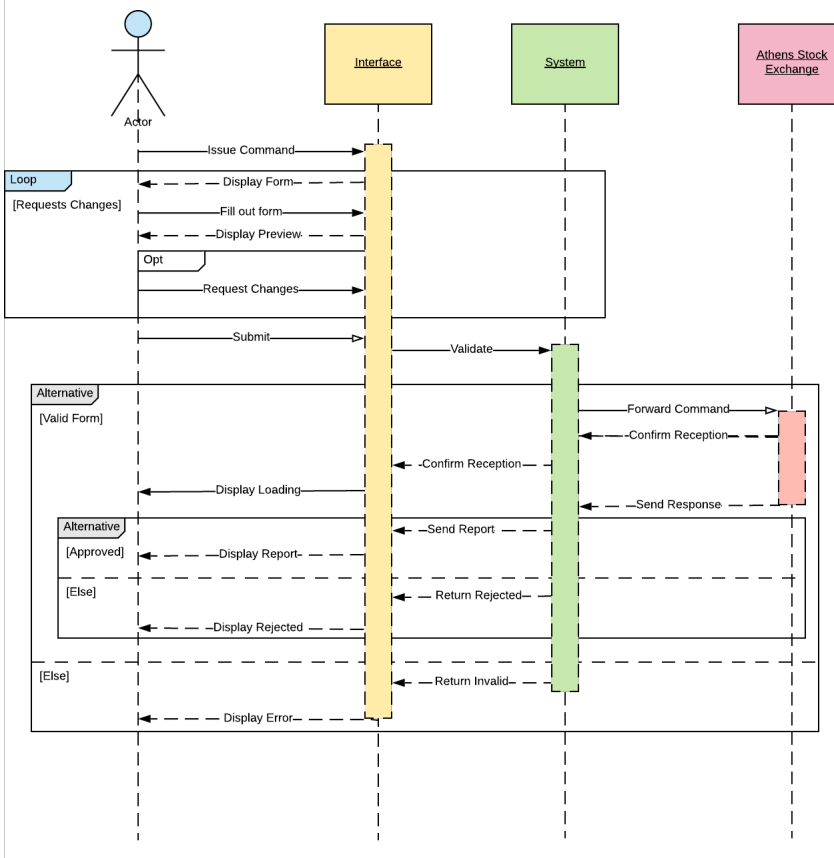 Actor
Interface
System
Athens Stock
Exchange
Issue Command
Loop
Display Form
[Requests Changes]
Fill out form
Display Preview
Opt
Request Changes
Submit
Validate
Alternative
[Valid Form]
Forward Command
Confirm Reception
Confirm Reception
Display Loading
Send Response
Alternative
Send Report
[Approved]
Display Report
[Else]
Return Rejected
Display Rejected
[Else]
Return Invalid
Display Error